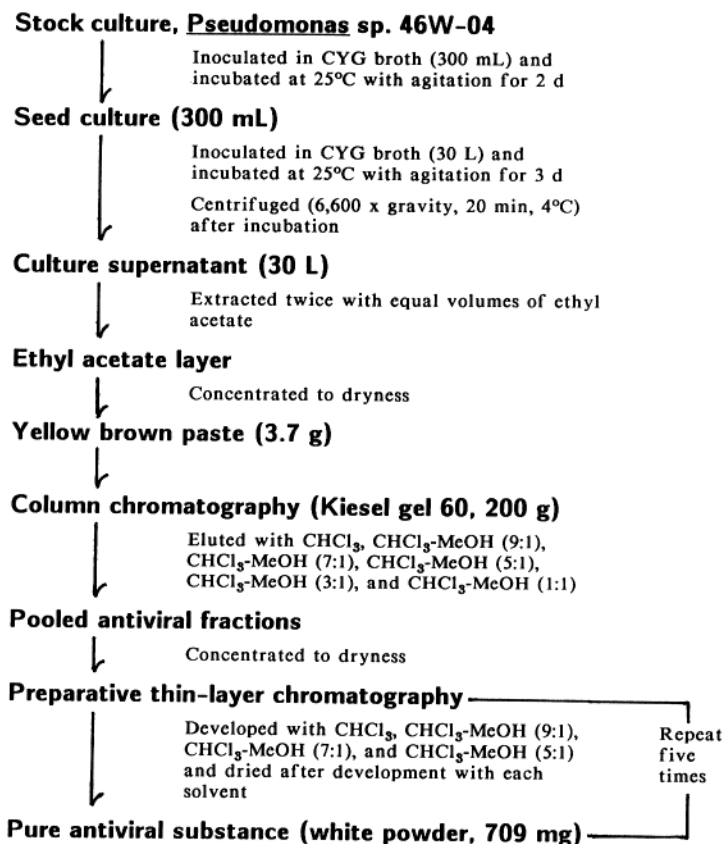 Stock culture, Pseudomonas sp. 46W-04
Inoculated in CYG broth (300 mL) and
incubated at 25°C with agitation for 2 d
Seed culture (300 mL)
Inoculated in CYG broth (30 L) and
incubated at 25°C with agitation for 3 d
Centrifuged (6,600 x gravity, 20 min, 4°C)
after incubation
Culture supernatant (30 L)
Extracted twice with equal volumes of ethyl
acetate
Ethyl acetate layer
Concentrated to dryness
Yellow brown paste (3.7 g)
Column chromatography (Kiesel gel 60, 200 g)
Eluted with CHCl₃, CHCl₃-MeOH (9:1),
CHCl₃-MeOH (7:1), CHCl₃-MeOH (5:1),
CHCl₃-MeOH (3:1), and CHCl₃-MeOH (1:1)
Pooled antiviral fractions
Concentrated to dryness
Preparative thin-layer chromatography
Developed with CHCl₃, CHCl₃-MeOH (9:1),
CHCl₃-MeOH (7:1), and CHCl₃-MeOH (5:1)
and dried after development with each
solvent
Repeat
five
times
Pure antiviral substance (white powder, 709 mg)